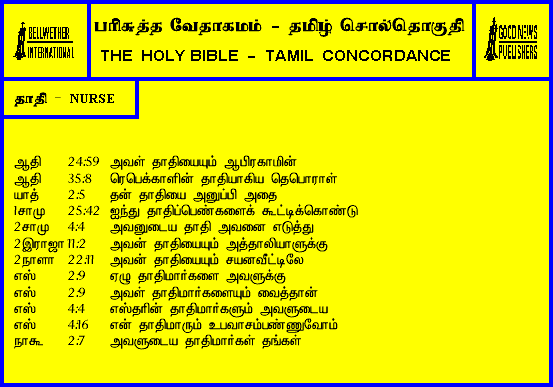 BELLWETHER
INTERNATIONAL
பரிசுத்த வேதாகமம் - தமிழ் சொல்தொகுதி
THE HOLY BIBLE - TAMIL CONCORDANCE
GOOD NEWS
PUBLISHERS
தாதி - NURSE
ஆதி 24:59 அவள் தாதியையும் ஆபிரகாமின்
ஆதி 35:8 ரெபெக்காளின் தாதியாகிய தெபொராள்
யாத் 2:5 தன் தாதியை அனுப்பி அதை
1சாமு 25:42 ஐந்து தாதிப்பெண்களைக் கூட்டிக்கொண்டு
2சாமு 4:4 அவனுடைய தாதி அவனை எடுத்து
2இராஜா 11:2 அவன் தாதியையும் அத்தாலியாளுக்கு
2நாளா 22:11 அவன் தாதியையும் சயனவீட்டிலே
எஸ் 2:9 ஏழு தாதிமார்களை அவளுக்கு
எஸ் 2:9 அவள் தாதிமார்களையும் வைத்தான்
எஸ் 4:4 எஸ்தரின் தாதிமார்களும் அவளுடைய
எஸ் 4:16 என் தாதிமாரும் உபவாசம்பண்ணுவோம்
நாகூ 2:7 அவளுடைய தாதிமார்கள் தங்கள்